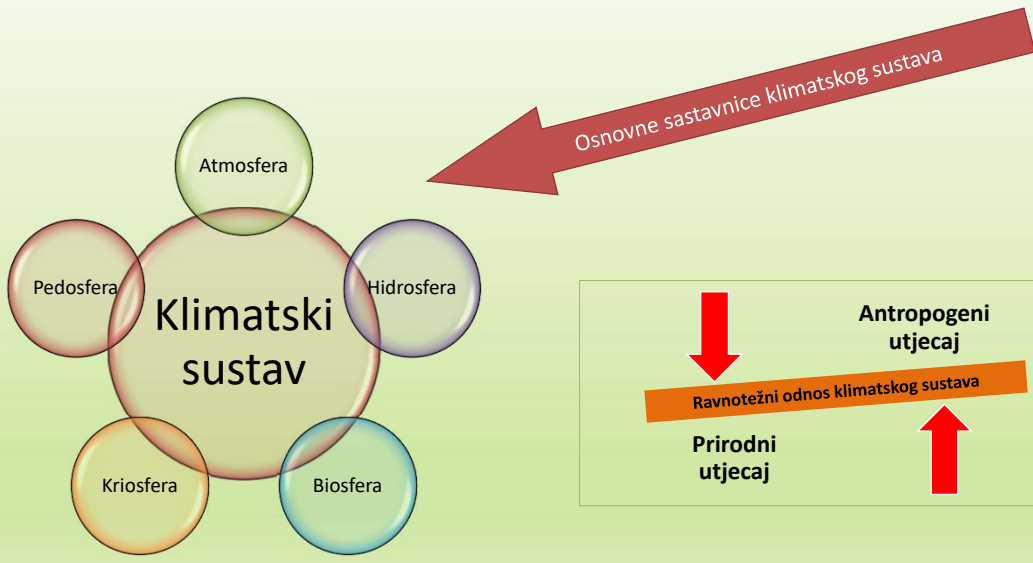 Osnovne sastavnice klimatskog sustava
Atmosfera
Pedosfera
Hidrosfera
Klimatski
sustav
Kriosfera
Biosfera
Antropogeni
utjecaj
Ravnotežni odnos klimatskog sustava
Prirodni
utjecaj